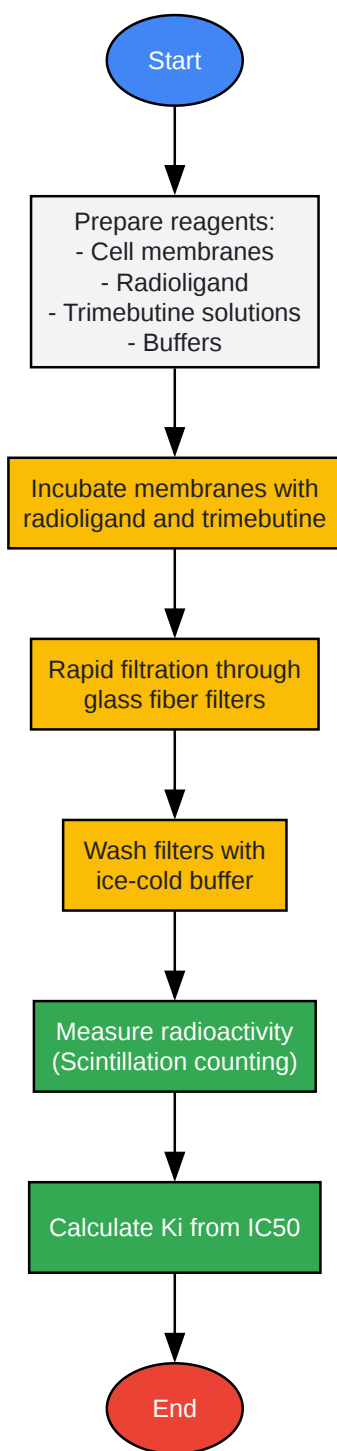 Start
Prepare reagents:
- Cell membranes
- Radioligand
- Trimebutine solutions
- Buffers
Incubate membranes with
radioligand and trimebutine
Rapid filtration through
glass fiber filters
Wash filters with
ice-cold buffer
Measure radioactivity
(Scintillation counting)
Calculate Ki from IC50
End